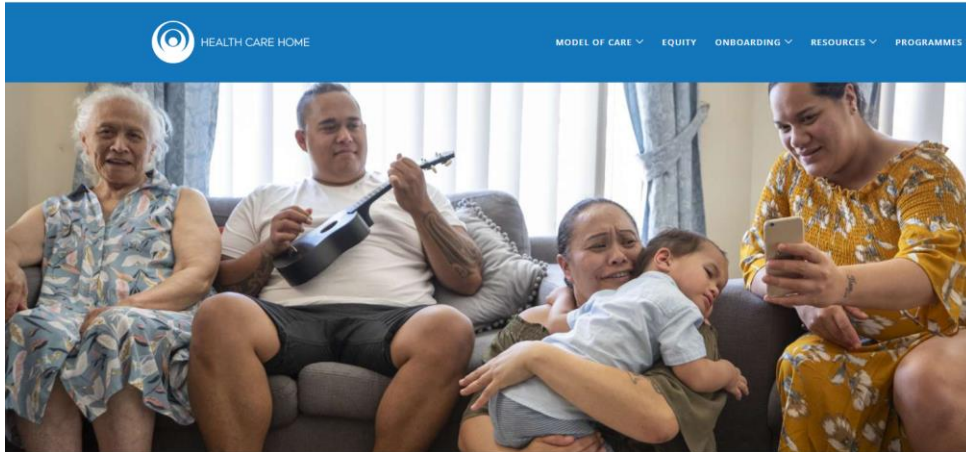 HEALTH CARE HOME
MODEL OF CARE EQUITY ONBOARDING RESOURCES PROGRAMMES